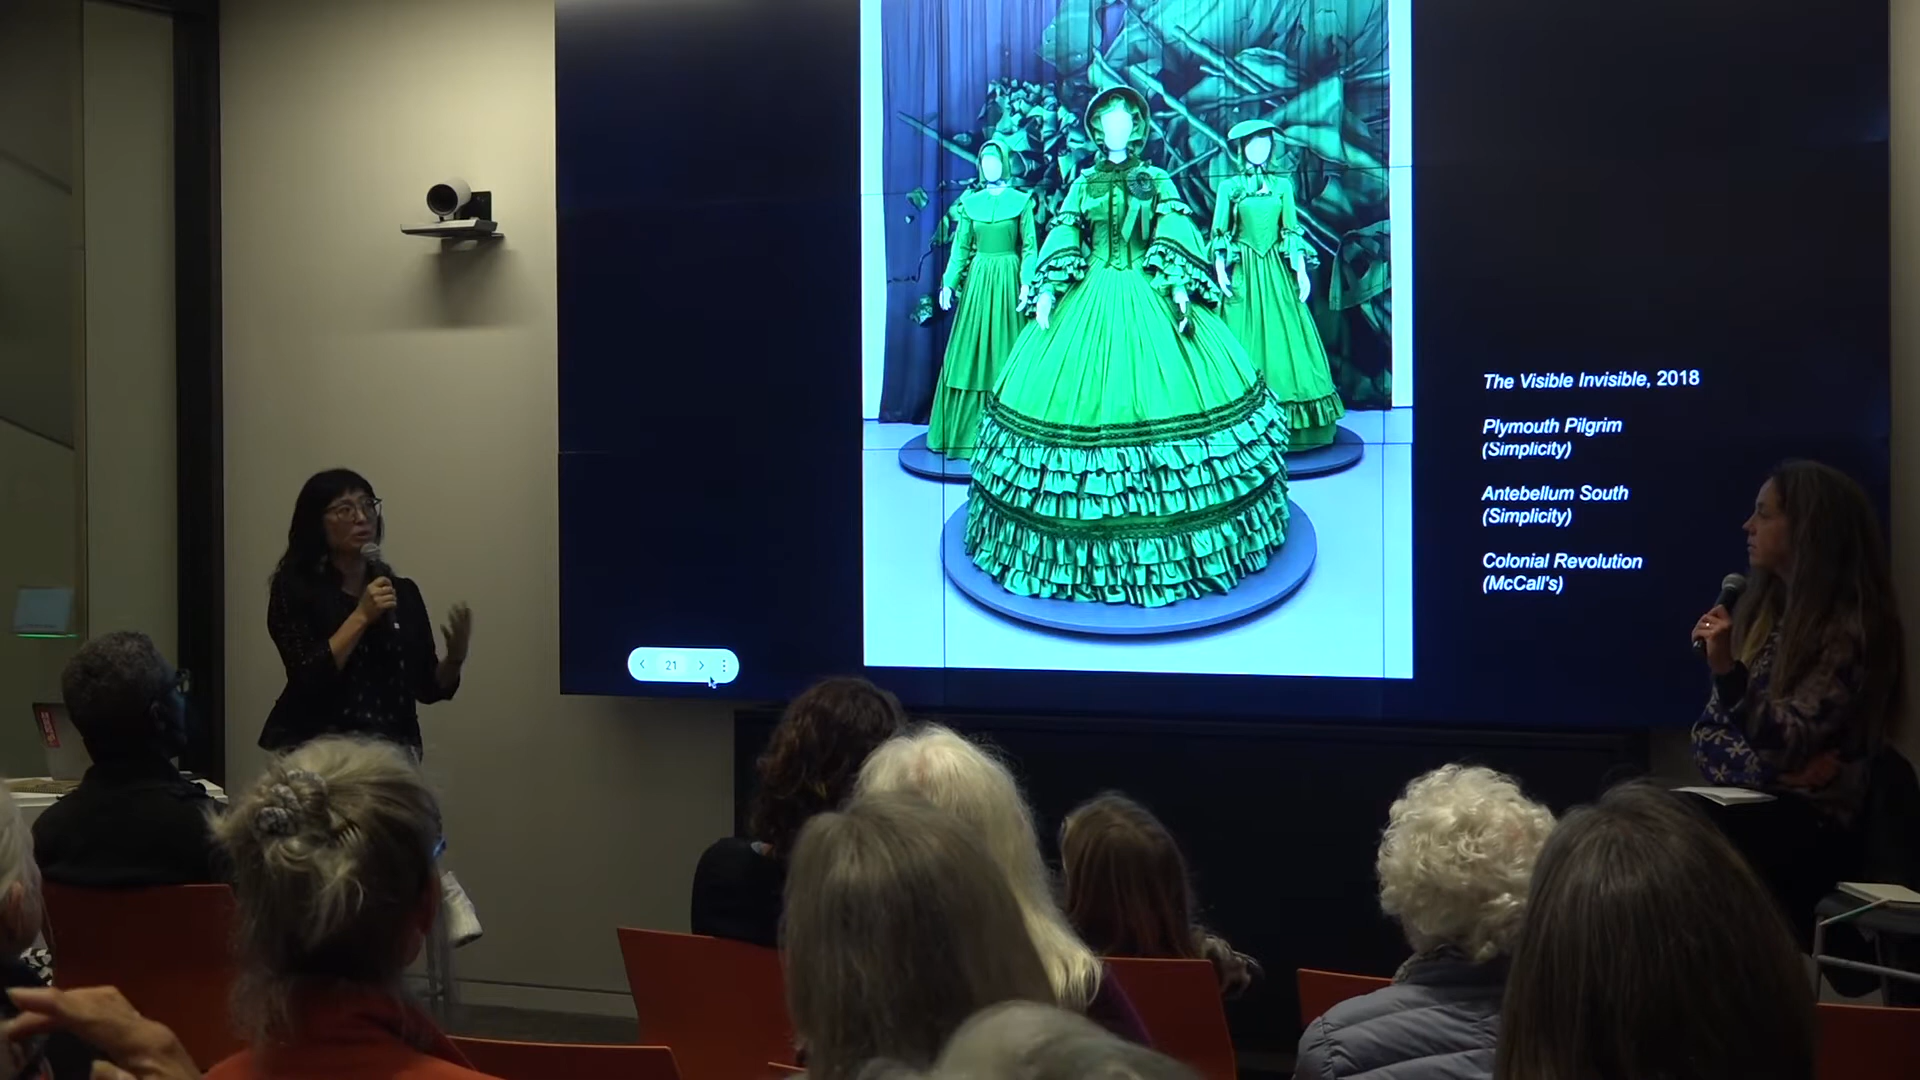 The Visible Invisible, 2018
Plymouth Pilgrim
(Simplicity)
Antebellum South
(Simplicity)
Colonial Revolution
(McCall's)
21